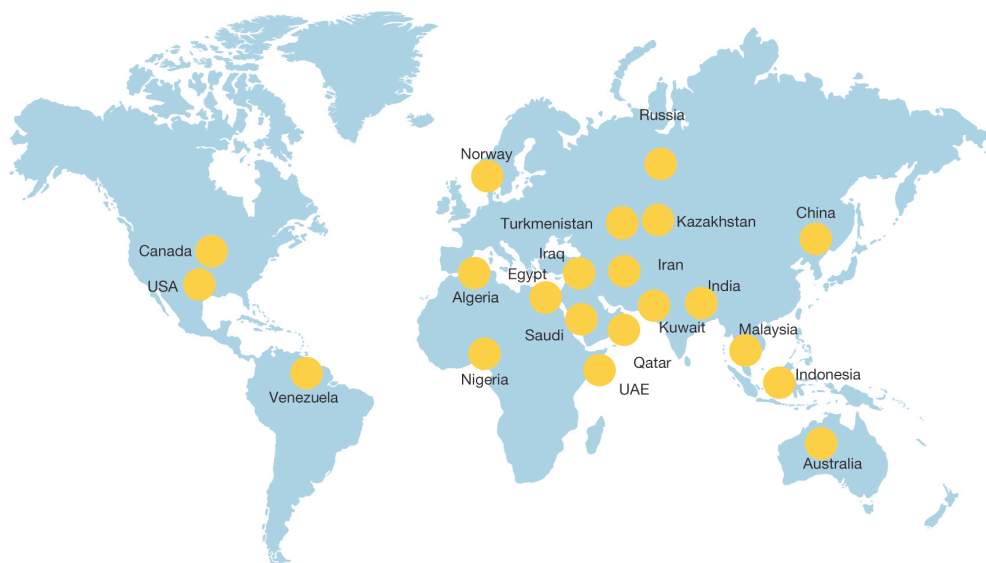 Russia
Norway
China
Turkmenistan
Kazakhstan
Canada
Iraq
Iran
Egypt
USA
India
Algeria
Kuwait
Saudi
Malaysia
Qatar
Indonesia
Nigeria
UAE
Venezuela
Australia